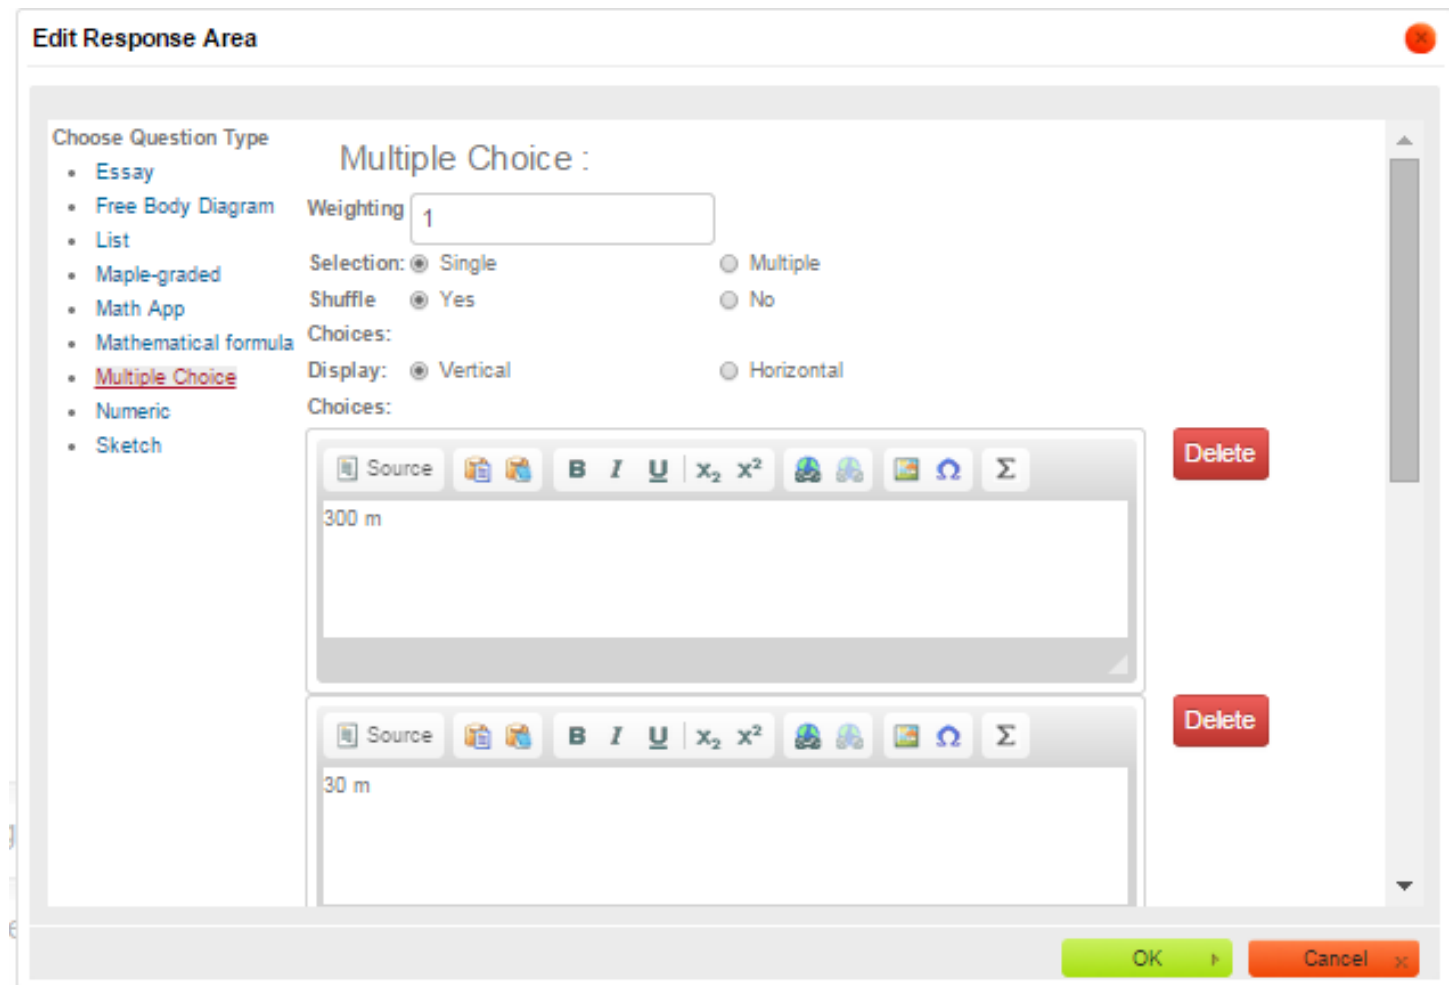 Edit Response Area
Choose Question Type
Essay
Free Body Diagram
List
Maple-graded
Math App
Mathematical formula
Multiple Choice
Numeric
Sketch
Multiple Choice :
Weighting 1
Selection: Single Multiple
Shuffle Yes No
Choices:
Display: Vertical Horizontal
Choices:
Source B I U x₂ x² Ω Σ Delete
300 m
Source B I U x₂ x² Ω Σ Delete
30 m
OK Cancel